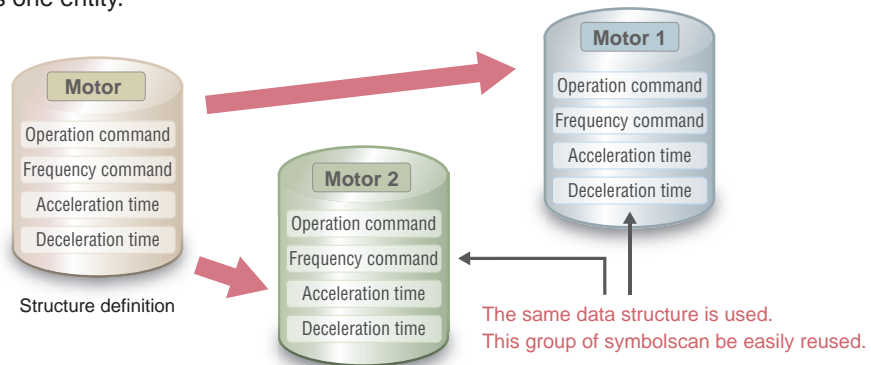 s one entity.
Motor
Operation command
Frequency command
Acceleration time
Deceleration time
Structure definition
Motor 2
Operation command
Frequency command
Acceleration time
Deceleration time
Motor 1
Operation command
Frequency command
Acceleration time
Deceleration time
The same data structure is used.
This group of symbolscan be easily reused.